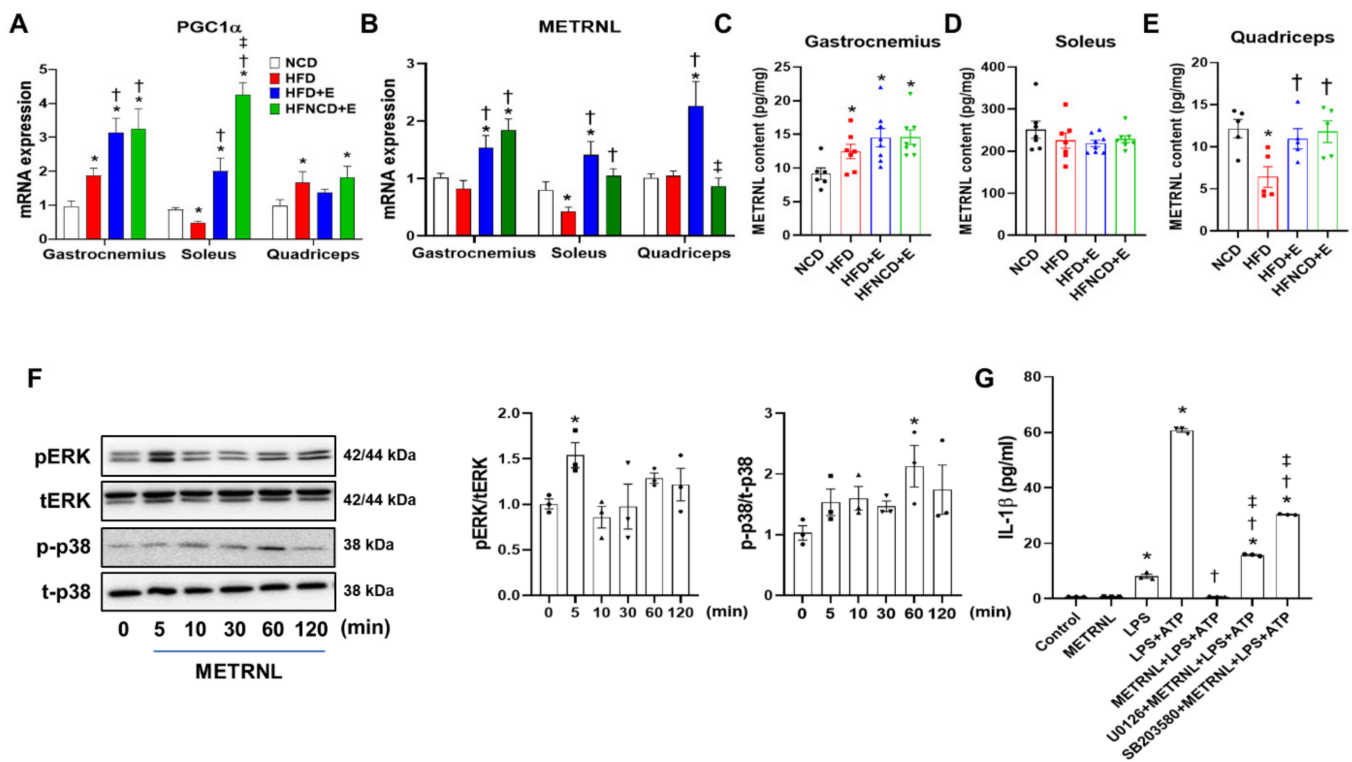 A
PGC1α
mRNA expression
5
4
3
2
1
0
*
†
*
†
*
*
†
*
‡
†
*
*
*
Gastrocnemius Soleus Quadriceps
NCD
HFD
HFD+E
HFNCD+E
B
METRNL
mRNA expression
3
2
1
0
†
*
†
*
*
†
*
†
†
*
‡
Gastrocnemius Soleus Quadriceps
C
Gastrocnemius
METRNL content (pg/mg)
25
20
15
10
5
0
*
*
*
NCD
HFD
HFD+E
HFNCD+E
D
Soleus
METRNL content (pg/mg)
400
300
200
100
0
NCD
HFD
HFD+E
HFNCD+E
E
Quadriceps
METRNL content (pg/mg)
20
15
10
5
0
*
†
†
NCD
HFD
HFD+E
HFNCD+E
F
pERK 42/44 kDa
tERK 42/44 kDa
p-p38 38 kDa
t-p38 38 kDa
0 5 10 30 60 120 (min)
METRNL
pERK/tERK
2.0
1.5
1.0
0.5
0.0
*
0 5 10 30 60 120 (min)
p-p38/t-p38
3
2
1
0
*
0 5 10 30 60 120 (min)
G
IL-1β (pg/ml)
80
60
40
20
0
*
*
†
‡
†
*
‡
†
*
Control
METRNL
LPS
LPS+ATP
METRNL+LPS+ATP
U0126+METRNL+LPS+ATP
SB203580+METRNL+LPS+ATP